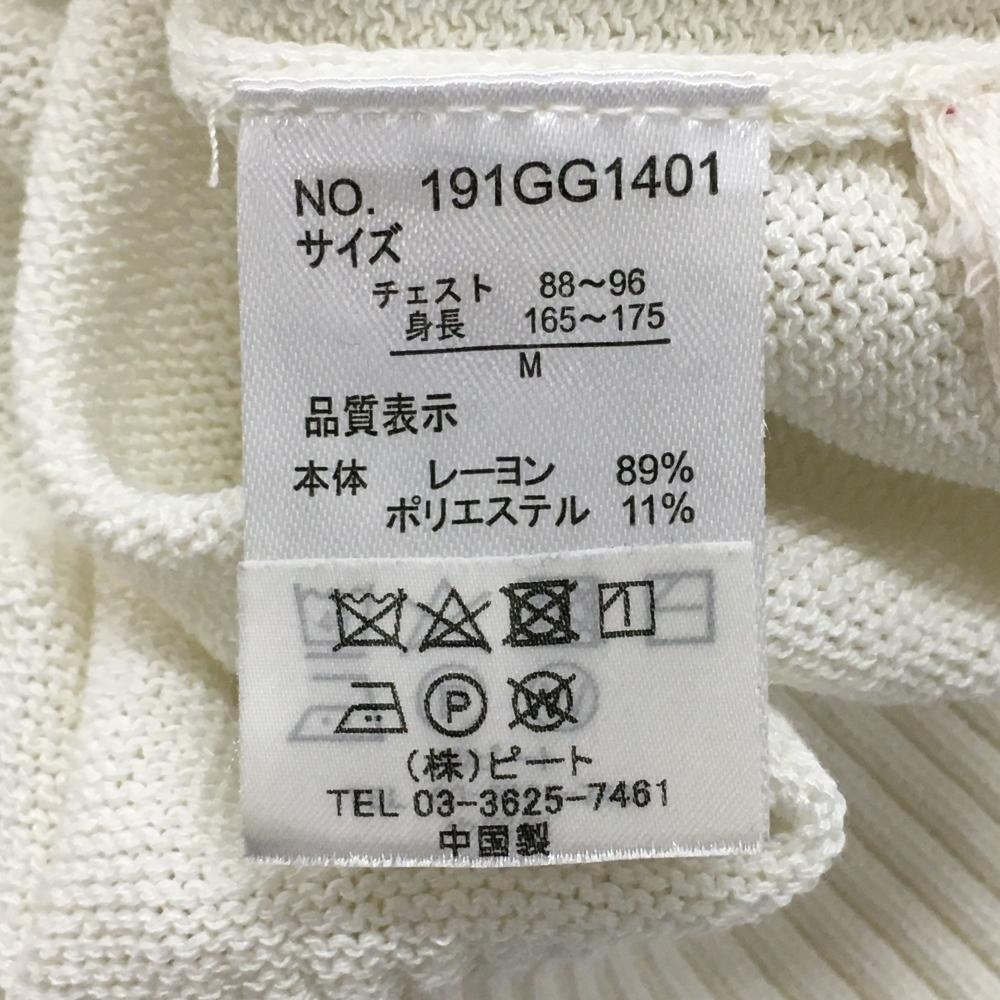 NO. 191GG1401
サイズ
チェスト 88～96
身長 165～175
M
品質表示
本体 レーヨン 89%
ポリエステル 11%
P W
(株)ピート
TEL 03-3625-7461
中国製